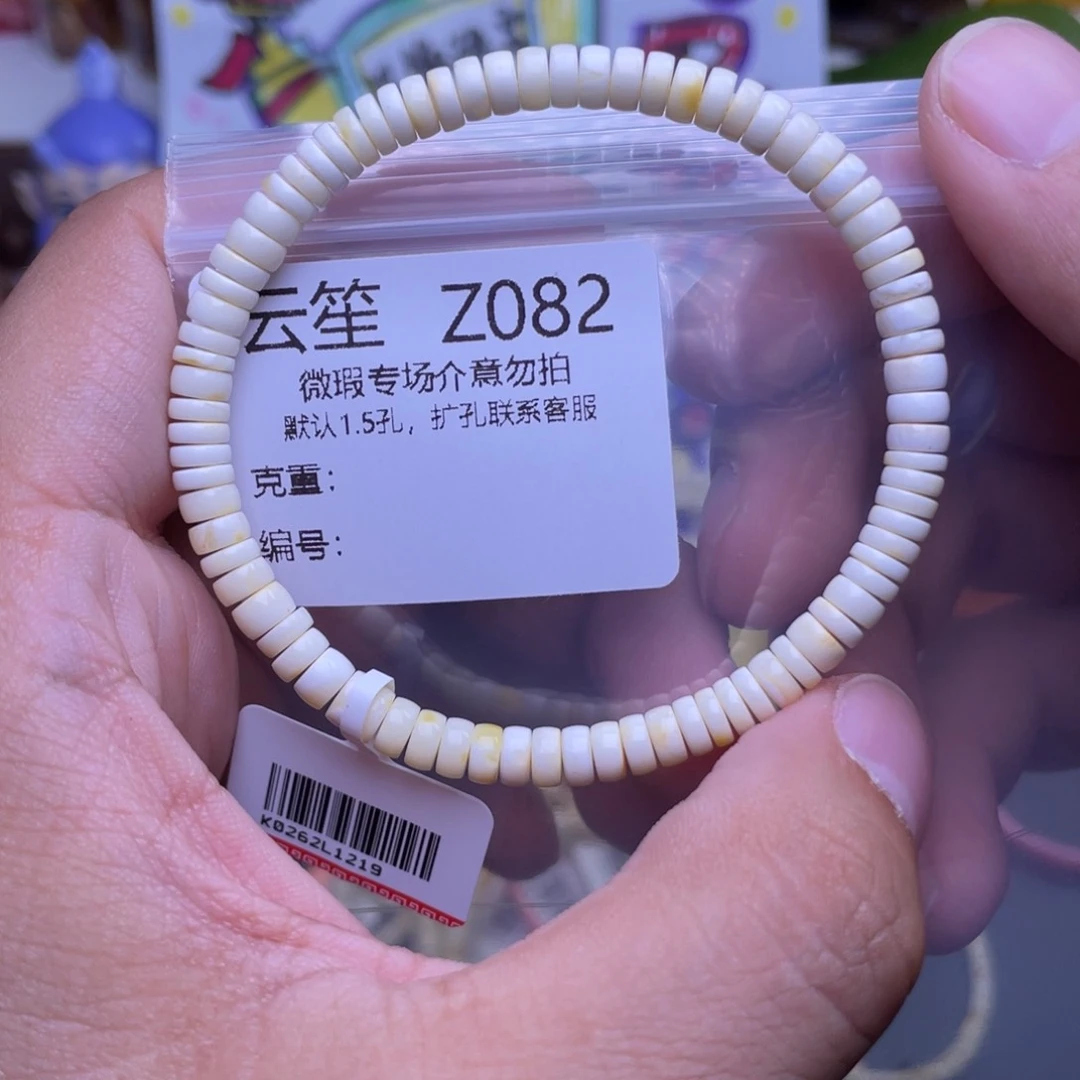 云笙 Z082
微瑕专场介意勿拍
默认1.5孔，扩孔联系客服
克重：
编号：
K0262L1219